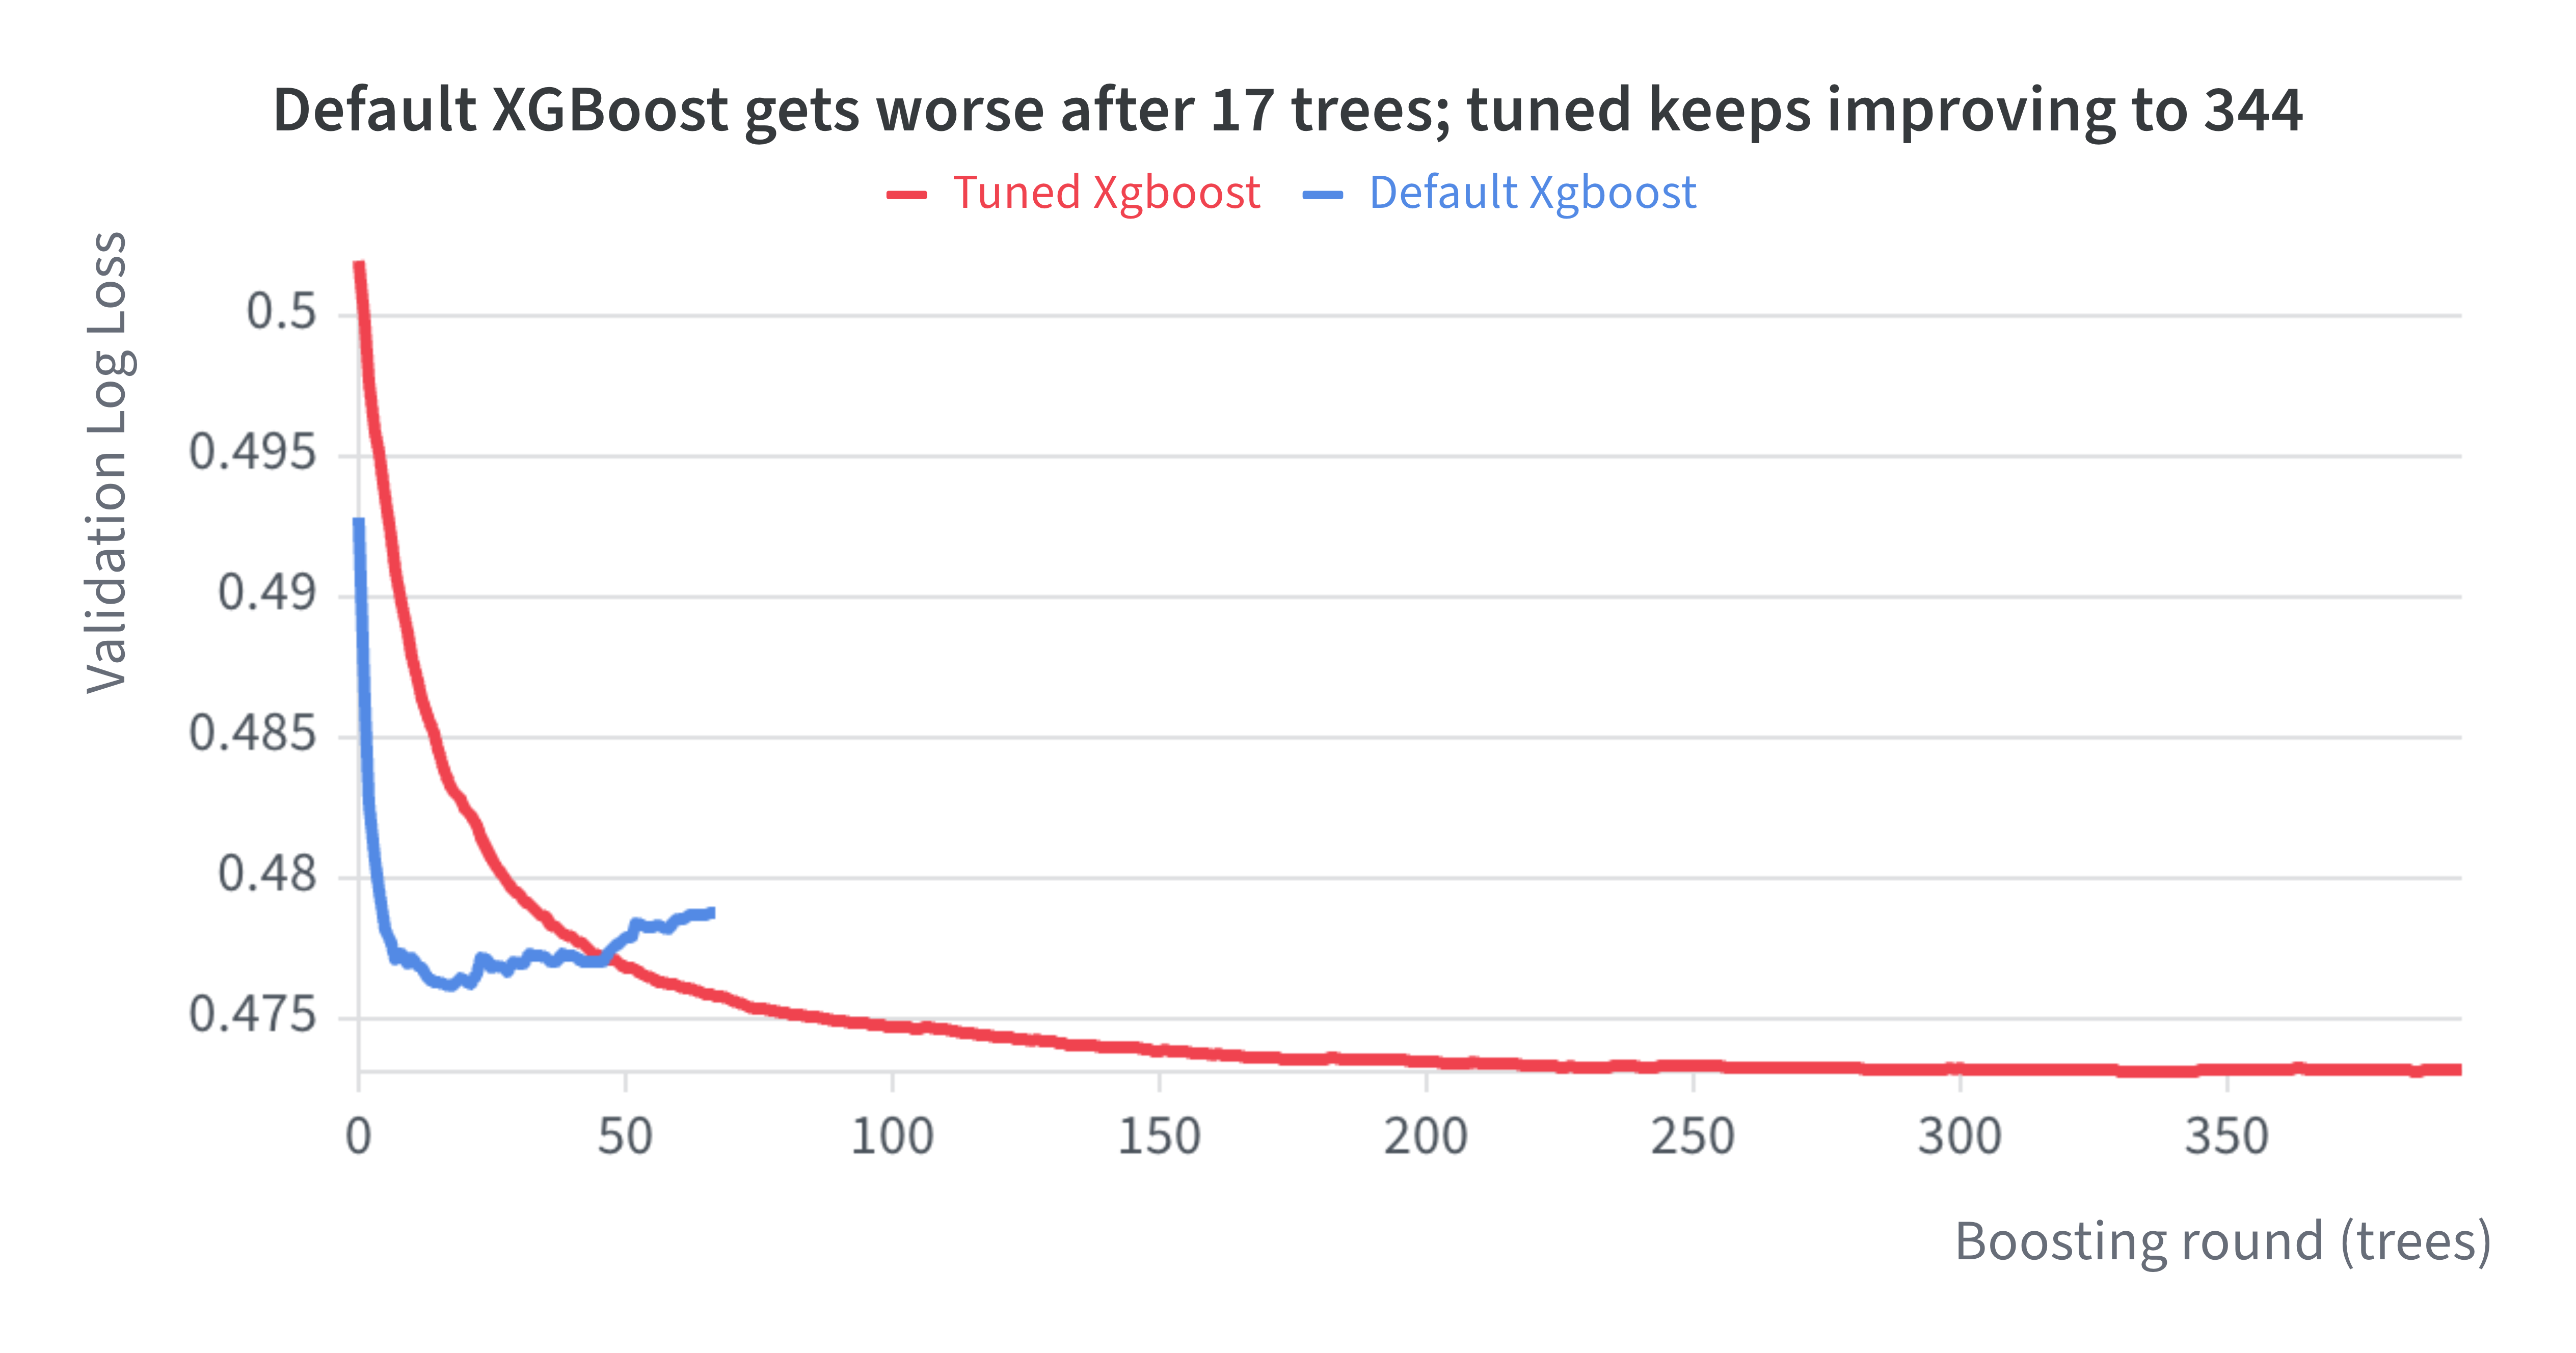 Default XGBoost gets worse after 17 trees; tuned keeps improving to 344
Tuned Xgboost Default Xgboost
Validation Log Loss
0.5
0.495
0.49
0.485
0.48
0.475
0 50 100 150 200 250 300 350
Boosting round (trees)